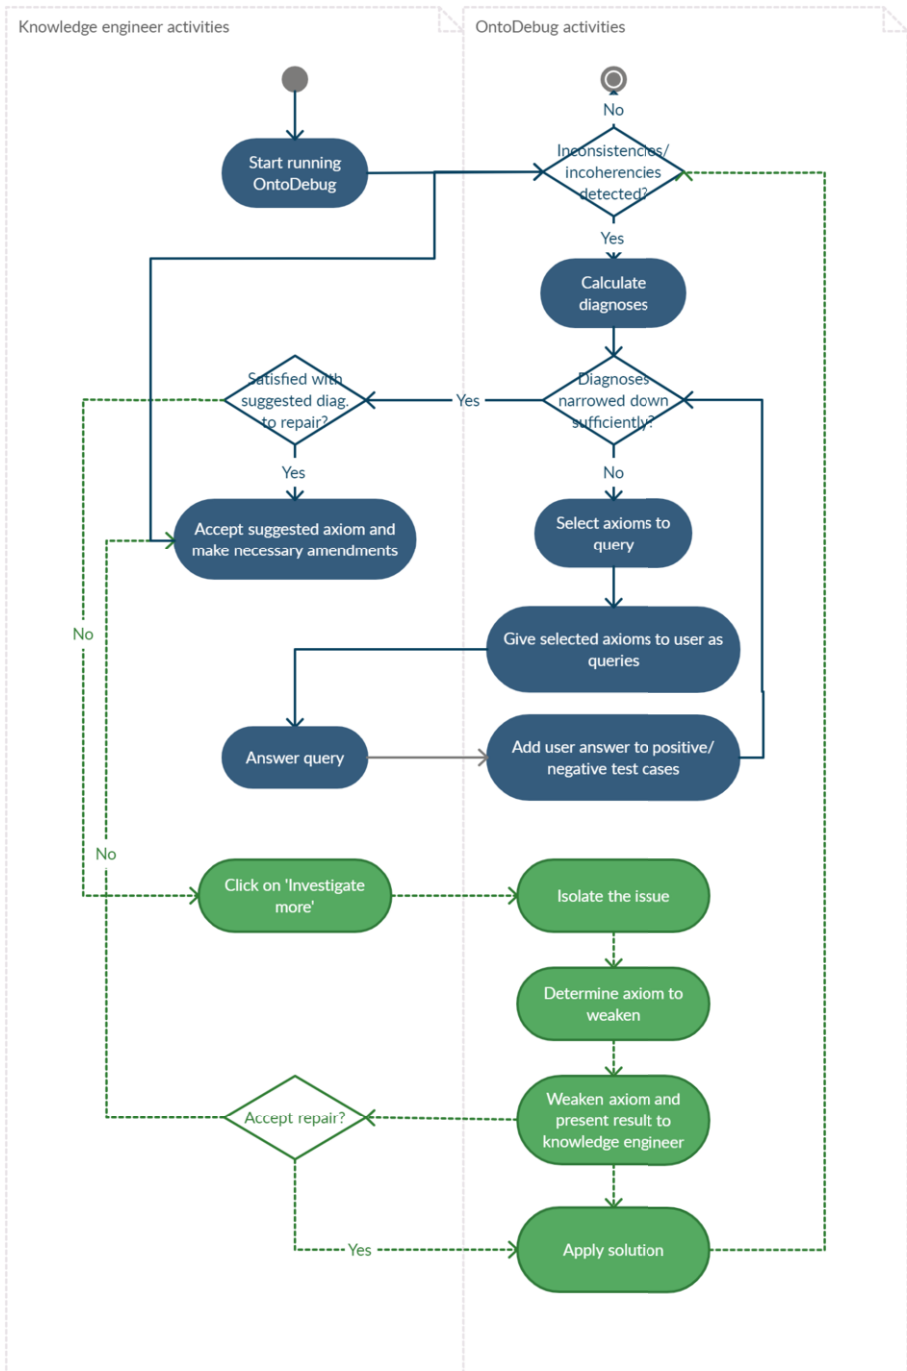 Knowledge engineer activities
OntoDebug activities
No
Start running
OntoDebug
Inconsistencies/
incoherencies
detected?
Yes
Calculate
diagnoses
Satisfied with
suggested diag.
to repair?
Yes
Diagnoses
narrowed down
sufficiently?
Yes
No
Accept suggested axiom and
make necessary amendments
Select axioms to
query
No
Give selected axioms to user as
queries
Answer query
Add user answer to positive/
negative test cases
No
Click on 'Investigate
more'
Isolate the issue
Determine axiom to
weaken
Accept repair?
Weaken axiom and
present result to
knowledge engineer
Yes
Apply solution